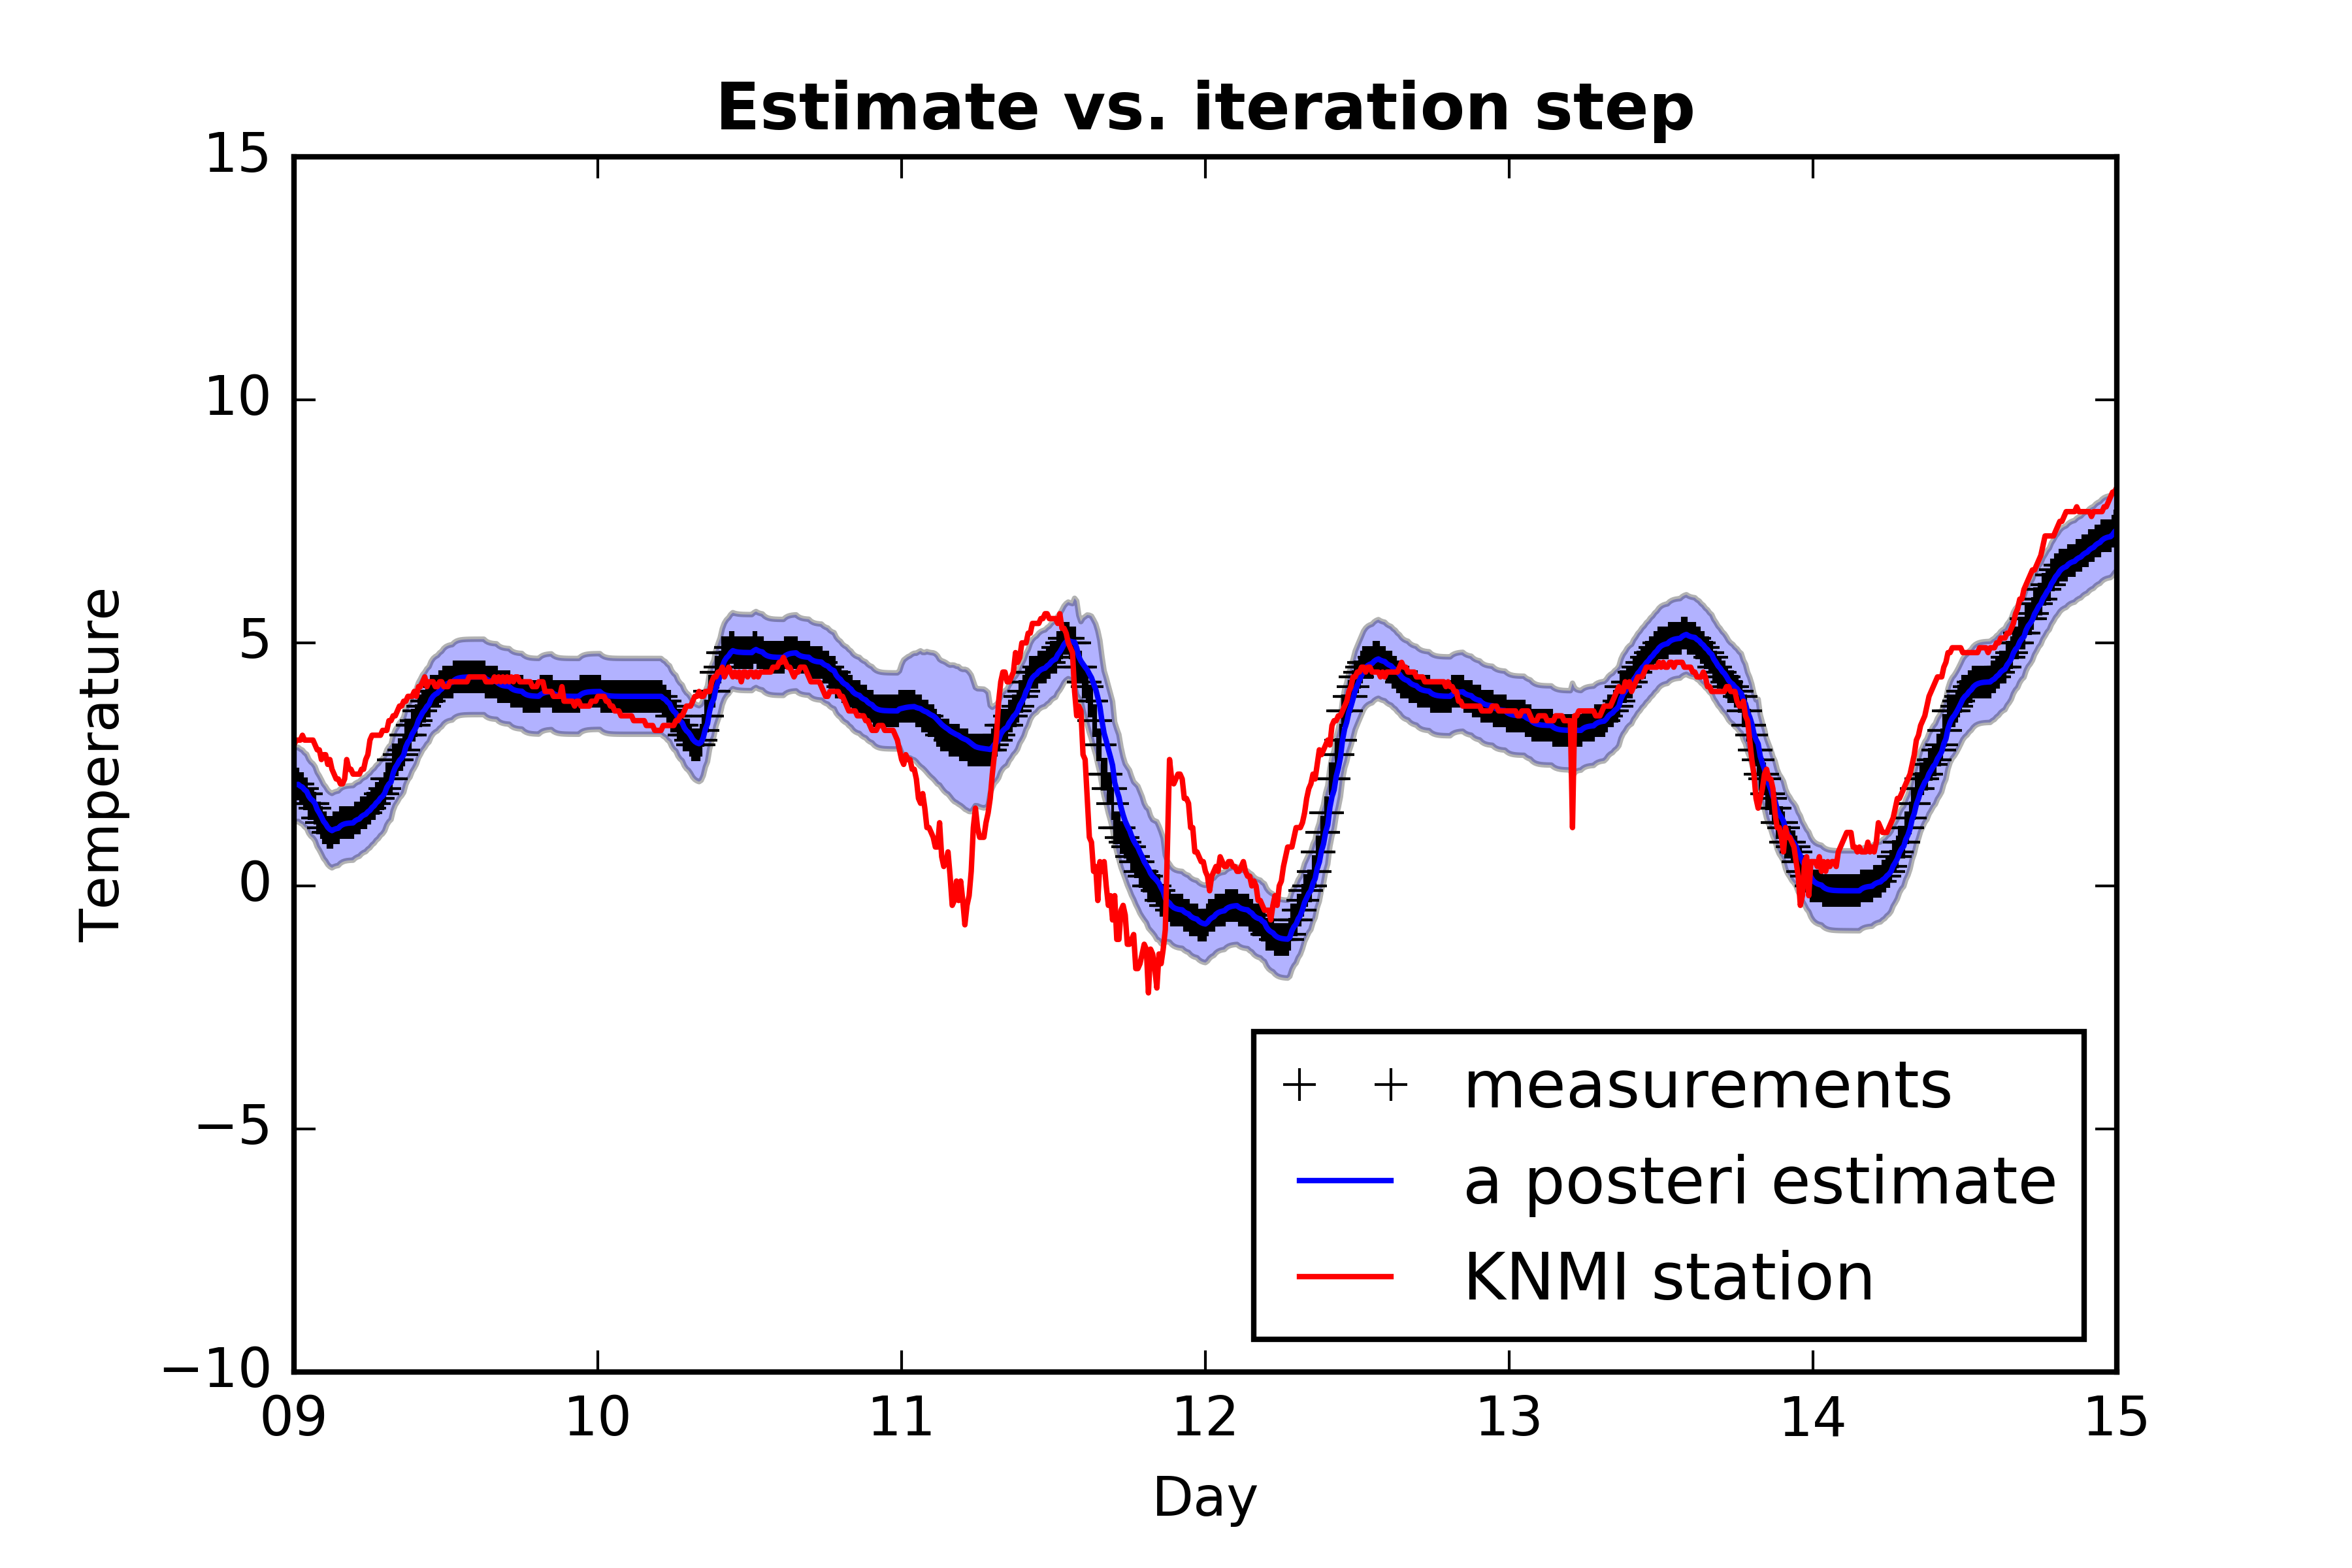 Estimate vs. iteration step
15
10
5
0
−5
−10
Temperature
09 10 11 12 13 14 15
Day
measurements
a posteri estimate
KNMI station